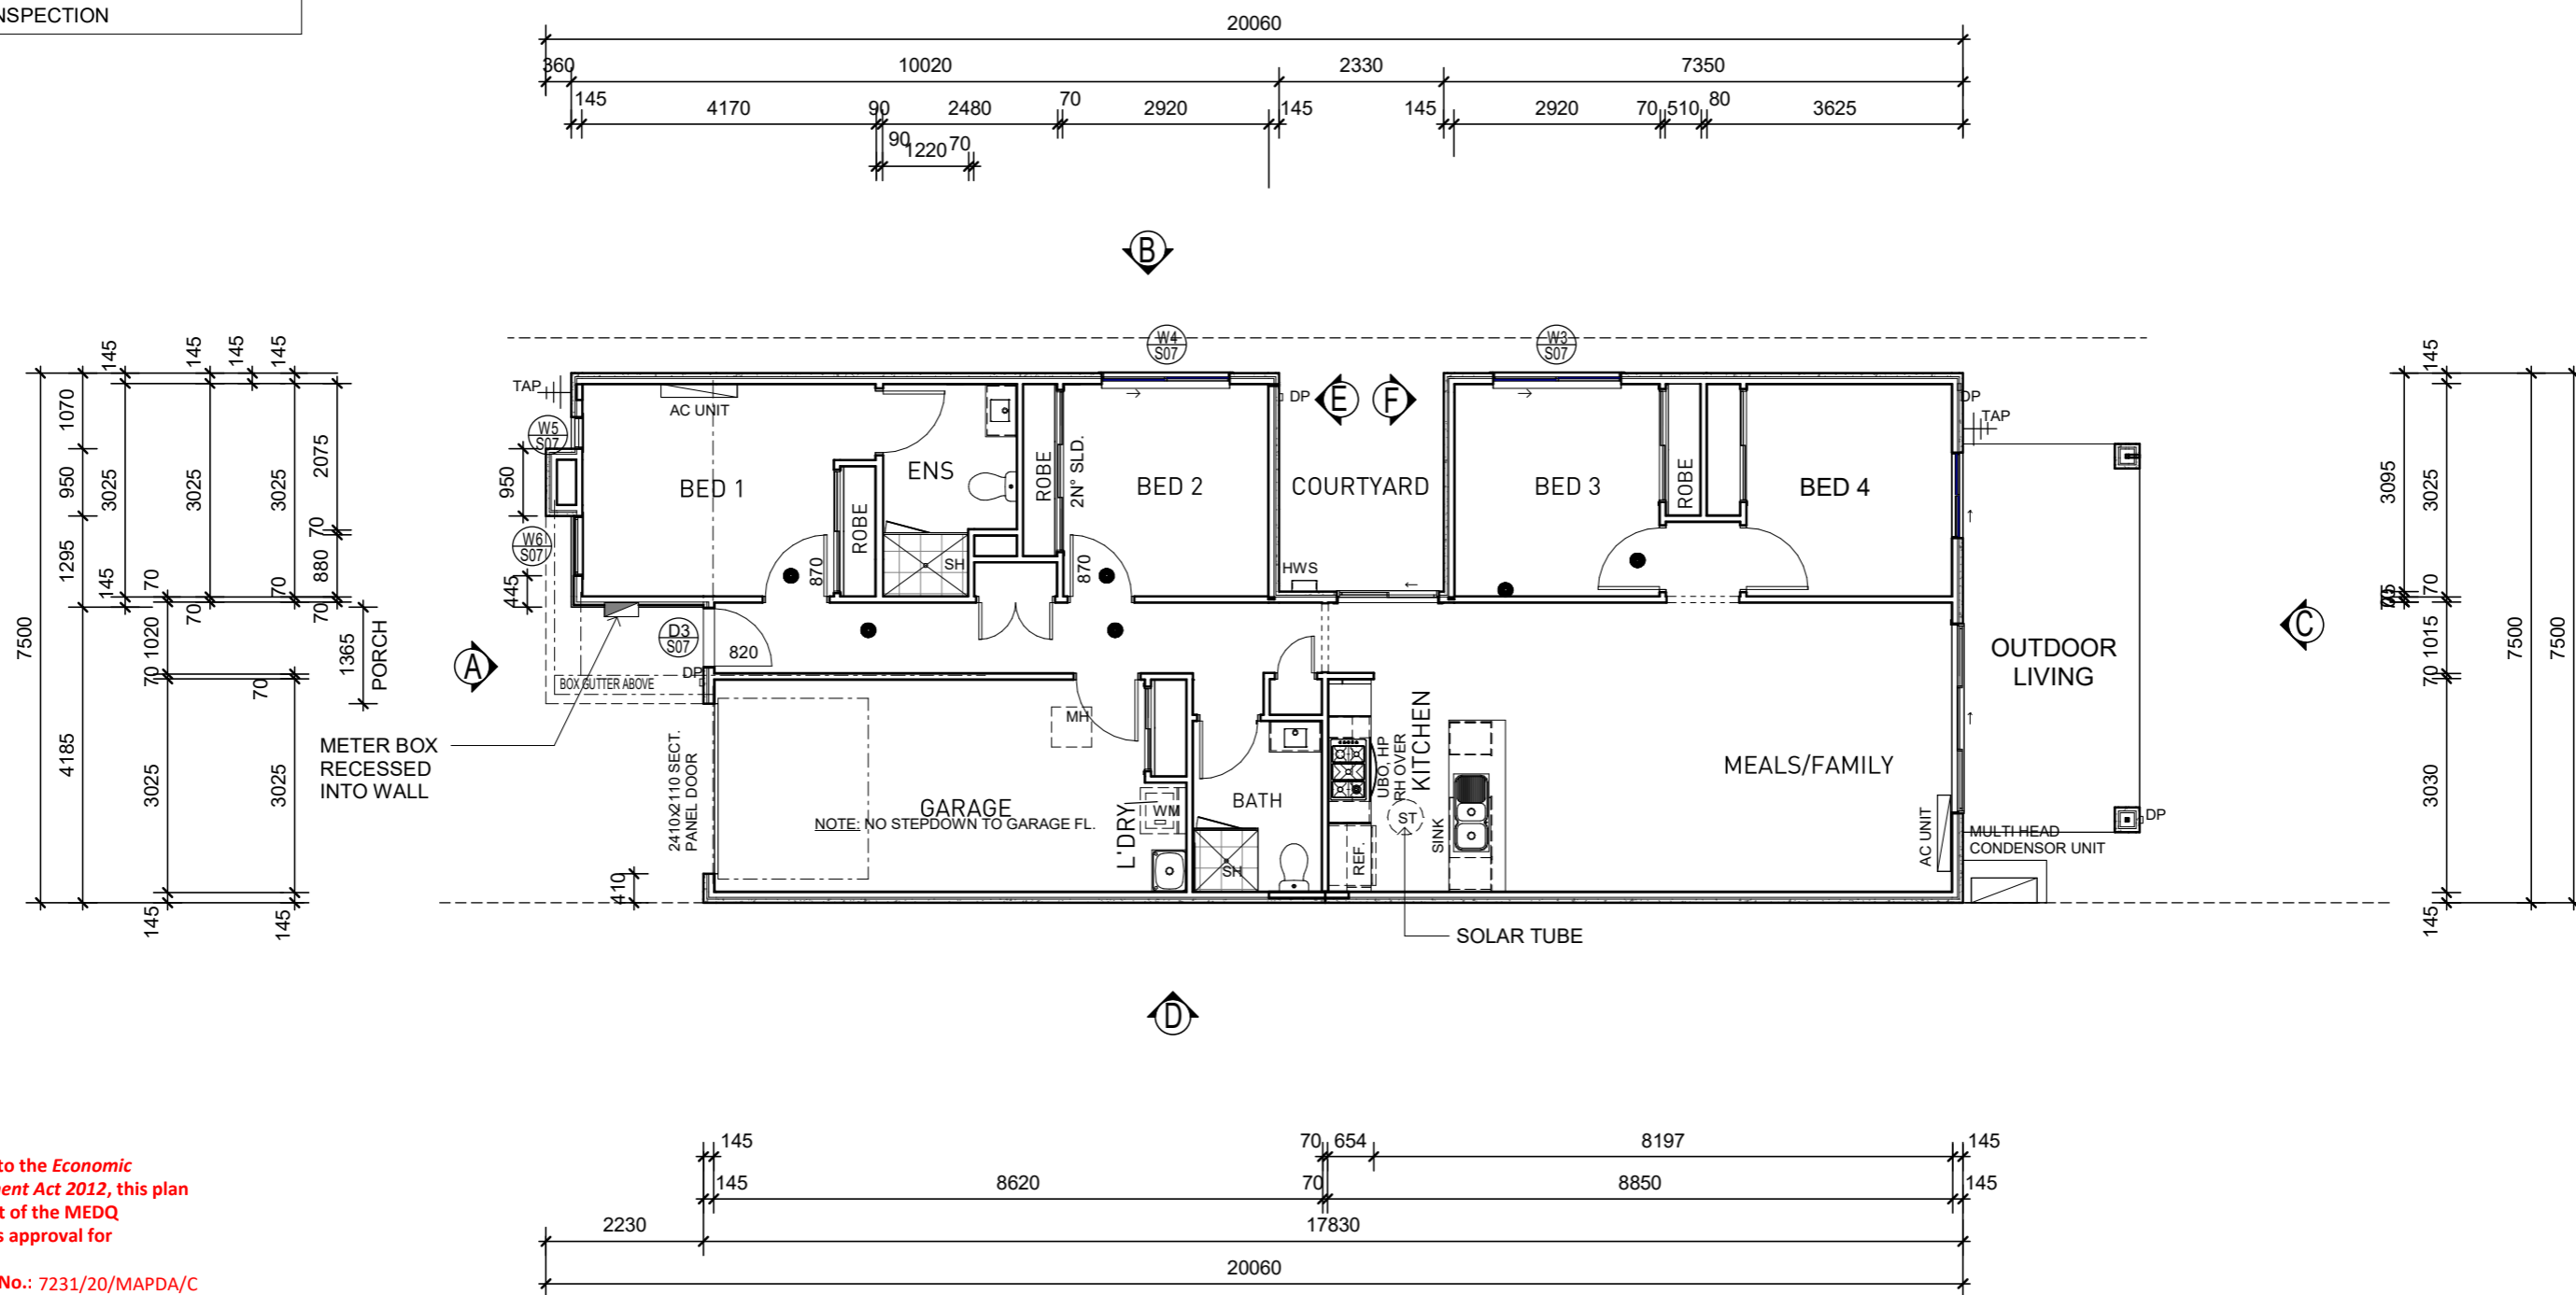 NSPECTION
20060
360
10020
2330
7350
145
4170
90
2480
70
2920
145
145
2920
70
510
80
3625
90
1220
70
B
W4
S07
W3
S07
145
145
145
145
7500
1070
950
1295
4185
3025
145
70
1020
70
3025
145
3025
70
70
3025
70
3025
145
2075
70
880
70
1365
PORCH
950
445
410
TAP
W5
S07
W6
S07
AC UNIT
BED 1
ROBE
870
ENS
SH
ROBE
2N° SLD.
BED 2
870
DP
E
F
COURTYARD
HWS
BED 3
ROBE
BED 4
DP
TAP
D3
S07
820
DP
BOX GUTTER ABOVE
A
METER BOX
RECESSED
INTO WALL
2410x2110 SECT.
PANEL DOOR
MH
GARAGE
NOTE: NO STEPDOWN TO GARAGE FL.
L'DRY
WM
BATH
SH
UBO, HP
RH OVER
KITCHEN
REF.
ST
SINK
SOLAR TUBE
MEALS/FAMILY
AC UNIT
OUTDOOR
LIVING
DP
MULTI HEAD
CONDENSOR UNIT
C
145
3095
3025
70
1015
70
3030
145
7500
7500
D
145
70
654
8197
145
145
8620
70
8850
145
2230
17830
20060
to the Economic
ent Act 2012, this plan
t of the MEDQ
s approval for
No.: 7231/20/MAPDA/C